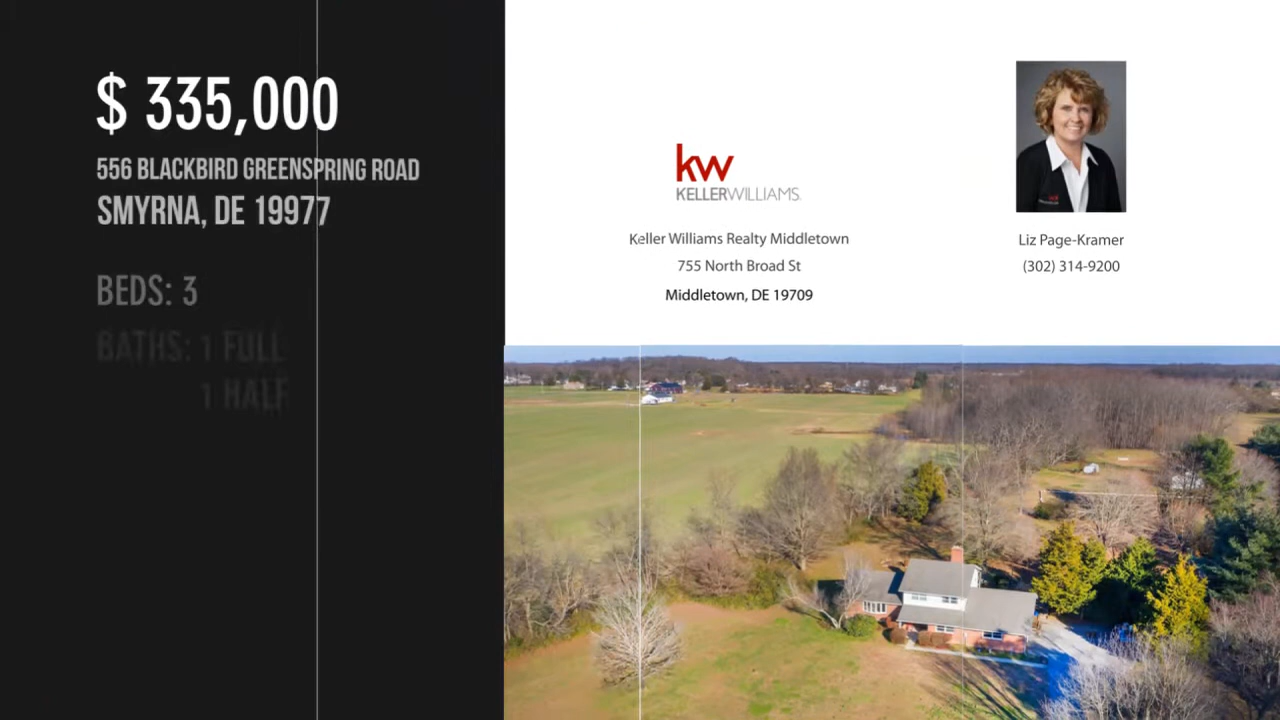 $ 335,000
556 BLACKBIRD GREENSPRING ROAD
SMYRNA, DE 19977
BEDS: 3
BATHS: 1 FULL
1 HALF
kw
KELLERWILLIAMS.
Keller Williams Realty Middletown
755 North Broad St
Middletown, DE 19709
Liz Page-Kramer
(302) 314-9200